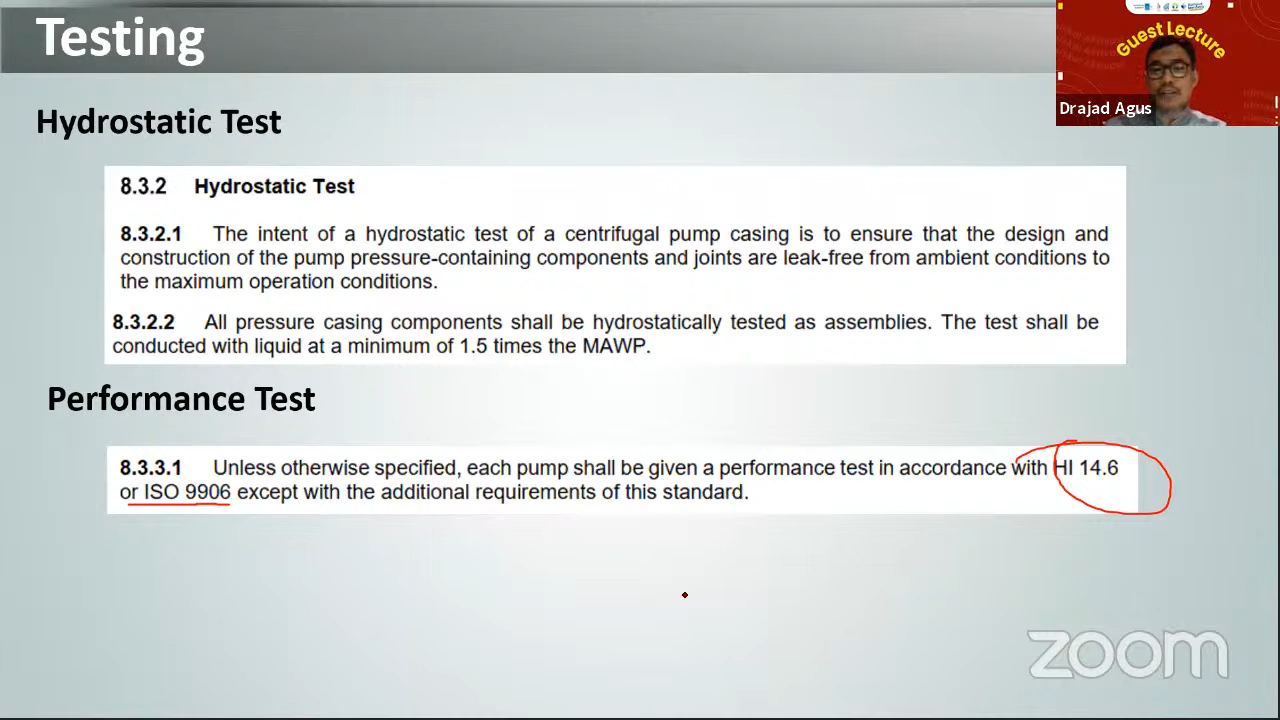 Testing
Guest Lecture
Drajad Agus
Hydrostatic Test
8.3.2 Hydrostatic Test
8.3.2.1 The intent of a hydrostatic test of a centrifugal pump casing is to ensure that the design and
construction of the pump pressure-containing components and joints are leak-free from ambient conditions to
the maximum operation conditions.
8.3.2.2 All pressure casing components shall be hydrostatically tested as assemblies. The test shall be
conducted with liquid at a minimum of 1.5 times the MAWP.
Performance Test
8.3.3.1 Unless otherwise specified, each pump shall be given a performance test in accordance with HI 14.6
or ISO 9906 except with the additional requirements of this standard.
zoom